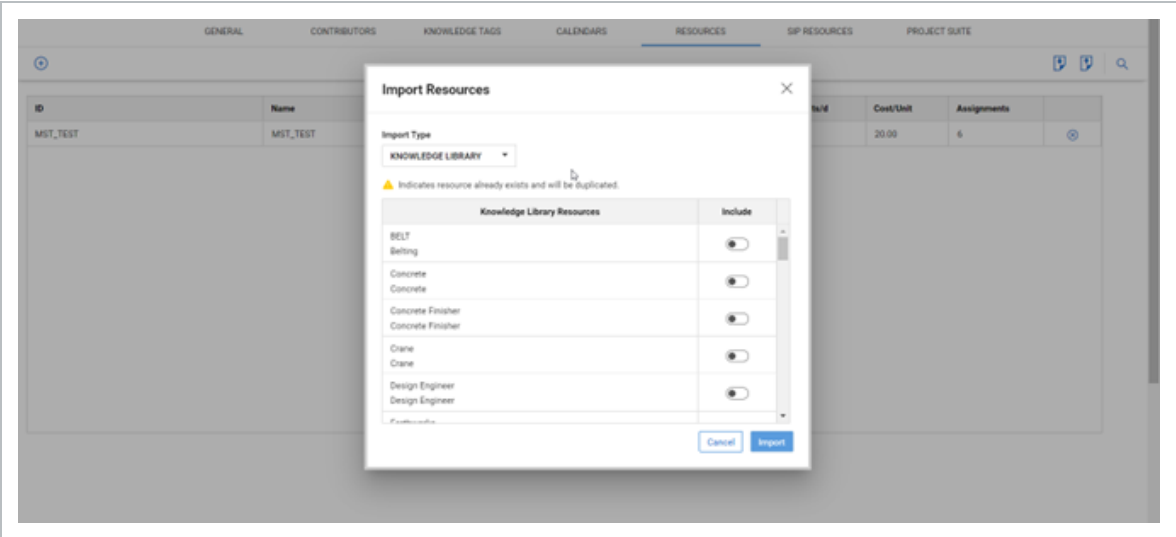 GENERAL CONTRIBUTORS KNOWLEDGE TAGS CALENDARS RESOURCES SIP RESOURCES PROJECT SUITE
Import Resources
ID Name ts/d Cost/Unit Assignments
MST_TEST MST_TEST 20.00 6
Import Type
KNOWLEDGE LIBRARY
Indicates resource already exists and will be duplicated.
Knowledge Library Resources Include
BELT
Belting
Concrete
Concrete
Concrete Finisher
Concrete Finisher
Crane
Crane
Design Engineer
Design Engineer
Cancel Import